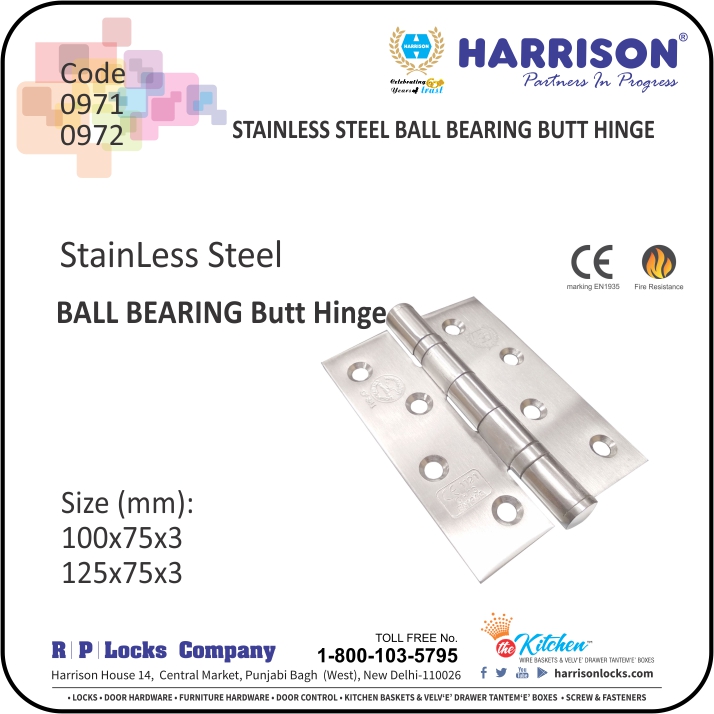 Code
0971
0972
HARRISON
Celebrating
Years of trust
HARRISON®
Partners In Progress
STAINLESS STEEL BALL BEARING BUTT HINGE
StainLess Steel
BALL BEARING Butt Hinge
CE
marking EN1935
Fire Resistance
Size (mm):
100x75x3
125x75x3
R|P|Locks Company
Harrison House 14, Central Market, Punjabi Bagh (West), New Delhi-110026
TOLL FREE No.
1-800-103-5795
the Kitchen™
WIRE BASKETS & VELV'E' DRAWER TANTEM'E' BOXES
harrisonlocks.com
• LOCKS • DOOR HARDWARE • FURNITURE HARDWARE • DOOR CONTROL • KITCHEN BASKETS & VELV‘E’ DRAWER TANTEM‘E’ BOXES • SCREW & FASTENERS